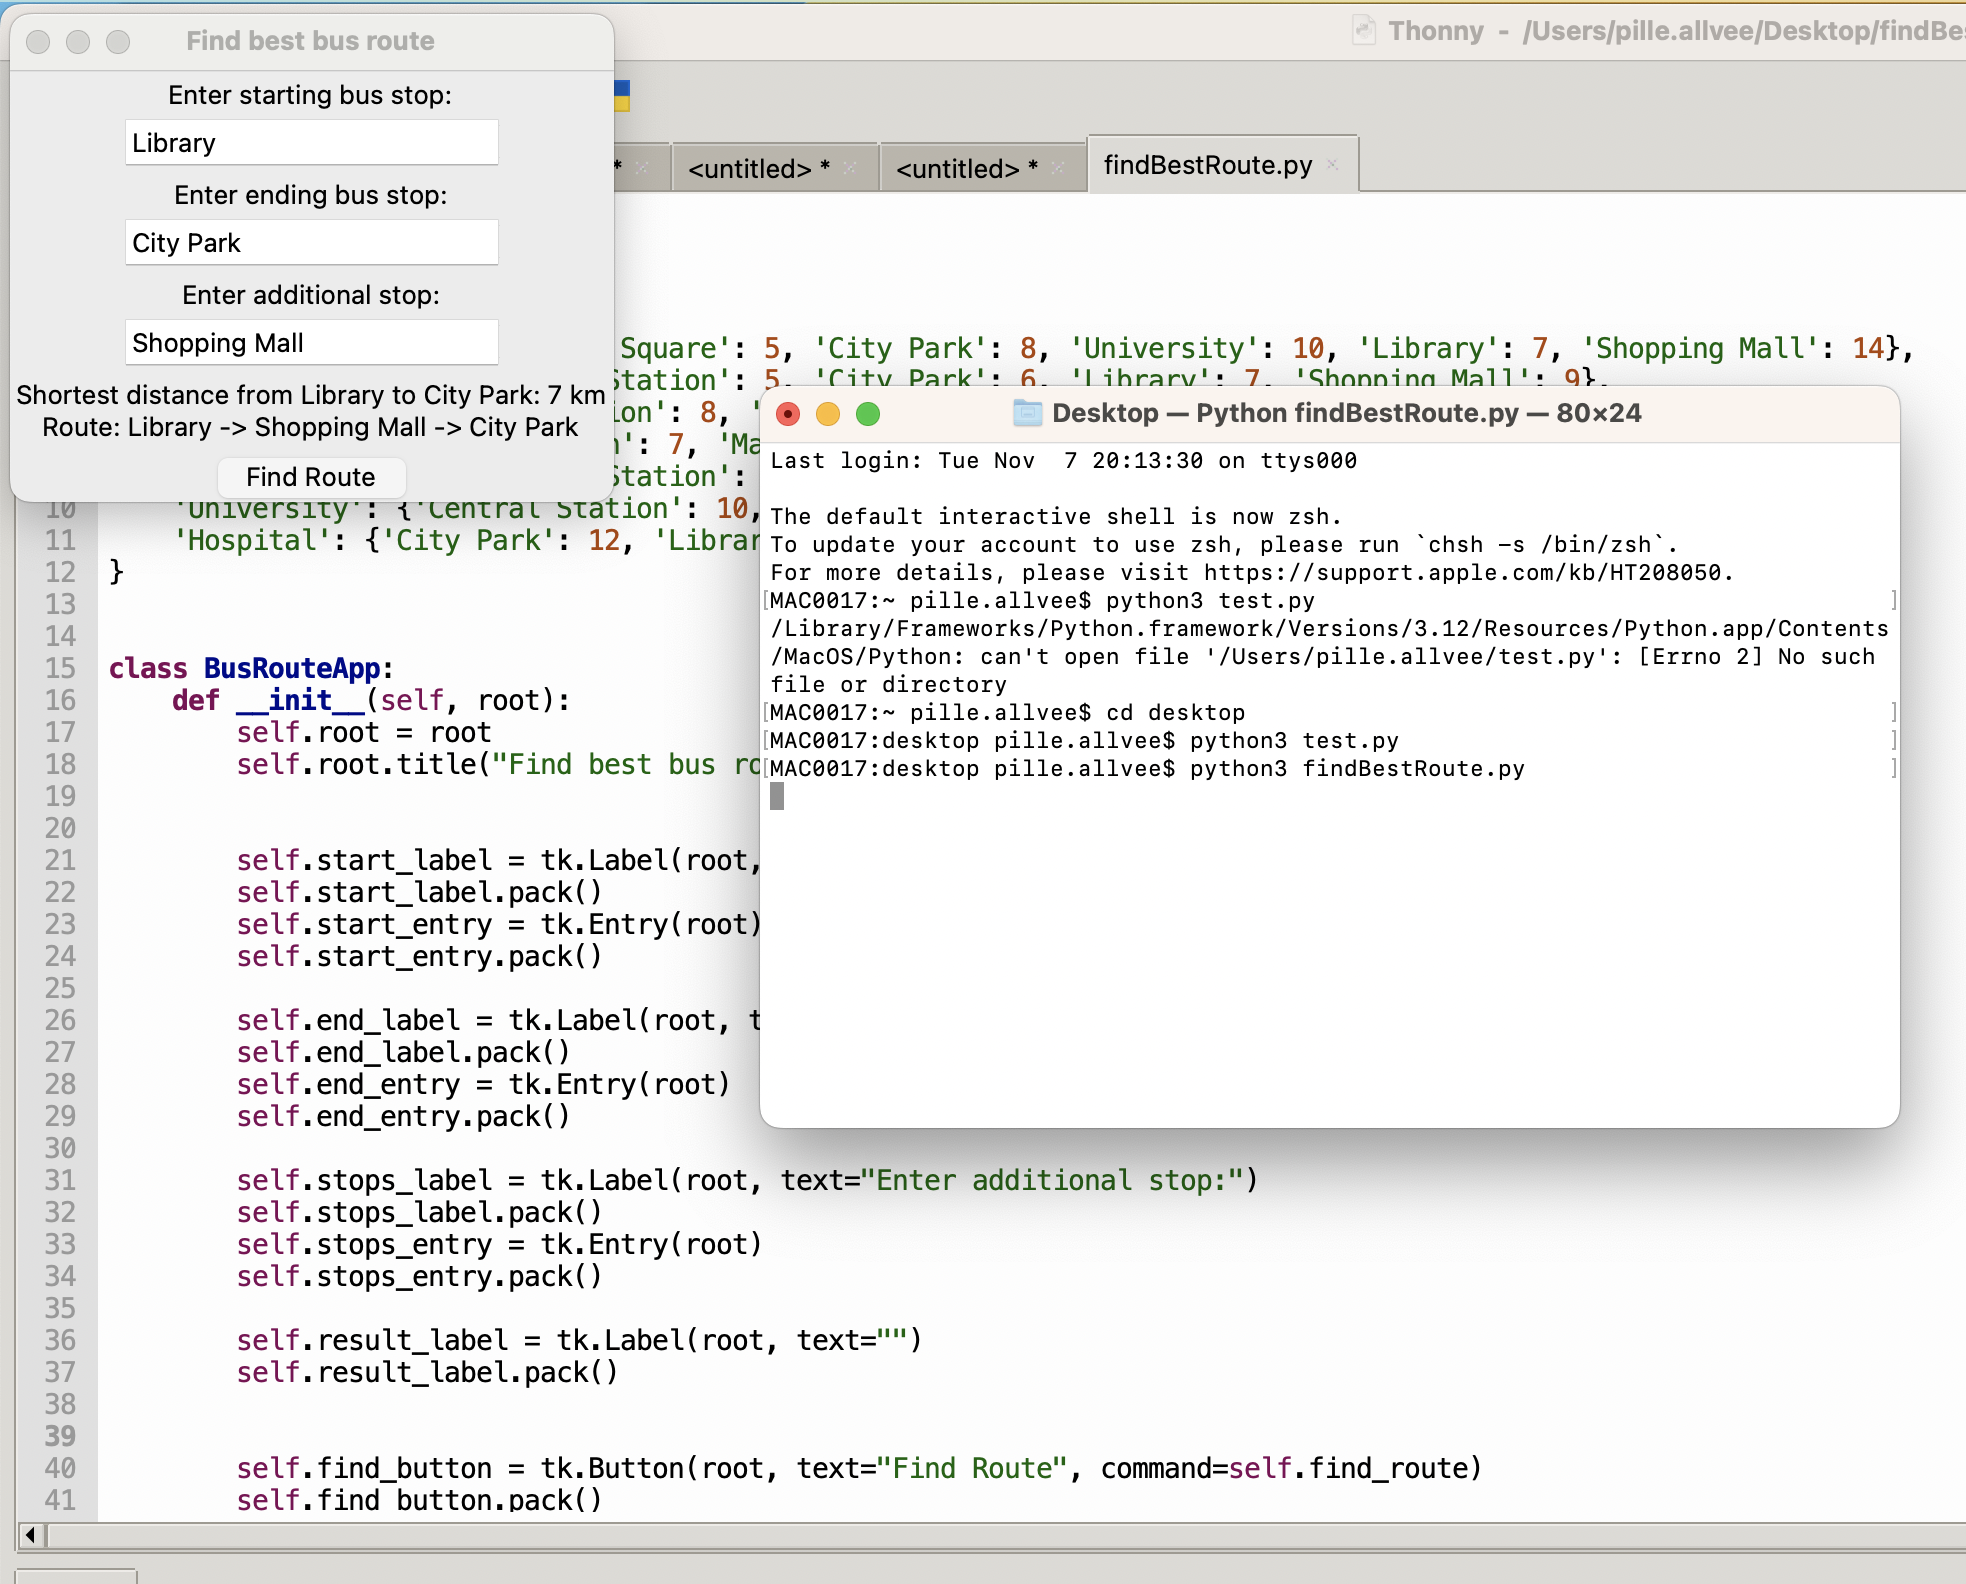 Find best bus route
Enter starting bus stop:
Library
Enter ending bus stop:
City Park
Enter additional stop:
Shopping Mall
Shortest distance from Library to City Park: 7 km
Route: Library -> Shopping Mall -> City Park
Find Route
Thonny - /Users/pille.allvee/Desktop/findBe
*
<untitled> *
<untitled> *
findBestRoute.py
Square': 5, 'City Park': 8, 'University': 10, 'Library': 7, 'Shopping Mall': 14},
Station': 5, 'City Park': 6, 'Library': 7, 'Shopping Mall': 9},
ion': 8, '
': 7, 'Ma
Station':
10 'University': {'Central Station': 10,
11 'Hospital': {'City Park': 12, 'Librar
12 }
13
14
15 class BusRouteApp:
16 def __init__(self, root):
17 self.root = root
18 self.root.title("Find best bus ro
19
20
21 self.start_label = tk.Label(root,
22 self.start_label.pack()
23 self.start_entry = tk.Entry(root)
24 self.start_entry.pack()
25
26 self.end_label = tk.Label(root, t
27 self.end_label.pack()
28 self.end_entry = tk.Entry(root)
29 self.end_entry.pack()
30
31 self.stops_label = tk.Label(root, text="Enter additional stop:")
32 self.stops_label.pack()
33 self.stops_entry = tk.Entry(root)
34 self.stops_entry.pack()
35
36 self.result_label = tk.Label(root, text="")
37 self.result_label.pack()
38
39
40 self.find_button = tk.Button(root, text="Find Route", command=self.find_route)
41 self.find_button.pack()
Desktop — Python findBestRoute.py — 80×24
Last login: Tue Nov  7 20:13:30 on ttys000
The default interactive shell is now zsh.
To update your account to use zsh, please run `chsh -s /bin/zsh`.
For more details, please visit https://support.apple.com/kb/HT208050.
[MAC0017:~ pille.allvee$ python3 test.py ]
/Library/Frameworks/Python.framework/Versions/3.12/Resources/Python.app/Contents
/MacOS/Python: can't open file '/Users/pille.allvee/test.py': [Errno 2] No such
file or directory
[MAC0017:~ pille.allvee$ cd desktop ]
[MAC0017:desktop pille.allvee$ python3 test.py ]
[MAC0017:desktop pille.allvee$ python3 findBestRoute.py ]